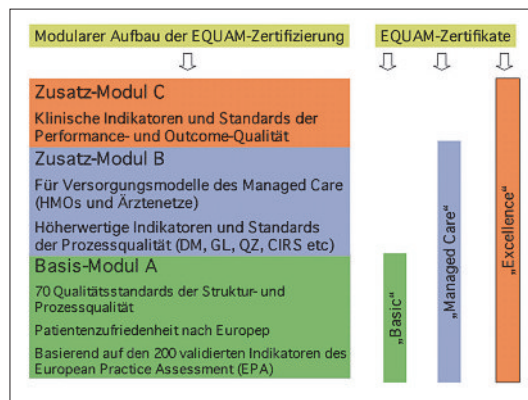 Modularer Aufbau der EQUAM-Zertifizierung
EQUAM-Zertifikate
Zusatz-Modul C
Klinische Indikatoren und Standards der
Performance- und Outcome-Qualität
Zusatz-Modul B
Für Versorgungsmodelle des Managed Care
(HMOs und Ärztenetze)
Höherwertige Indikatoren und Standards
der Prozessqualität (DM, GL, QZ, CIRS etc)
Basis-Modul A
70 Qualitätsstandards der Struktur- und
Prozessqualität
Patientenzufriedenheit nach Europep
Basierend auf den 200 validierten Indikatoren des
European Practice Assessment (EPA)
„Basic“
„Managed Care“
„Excellence“